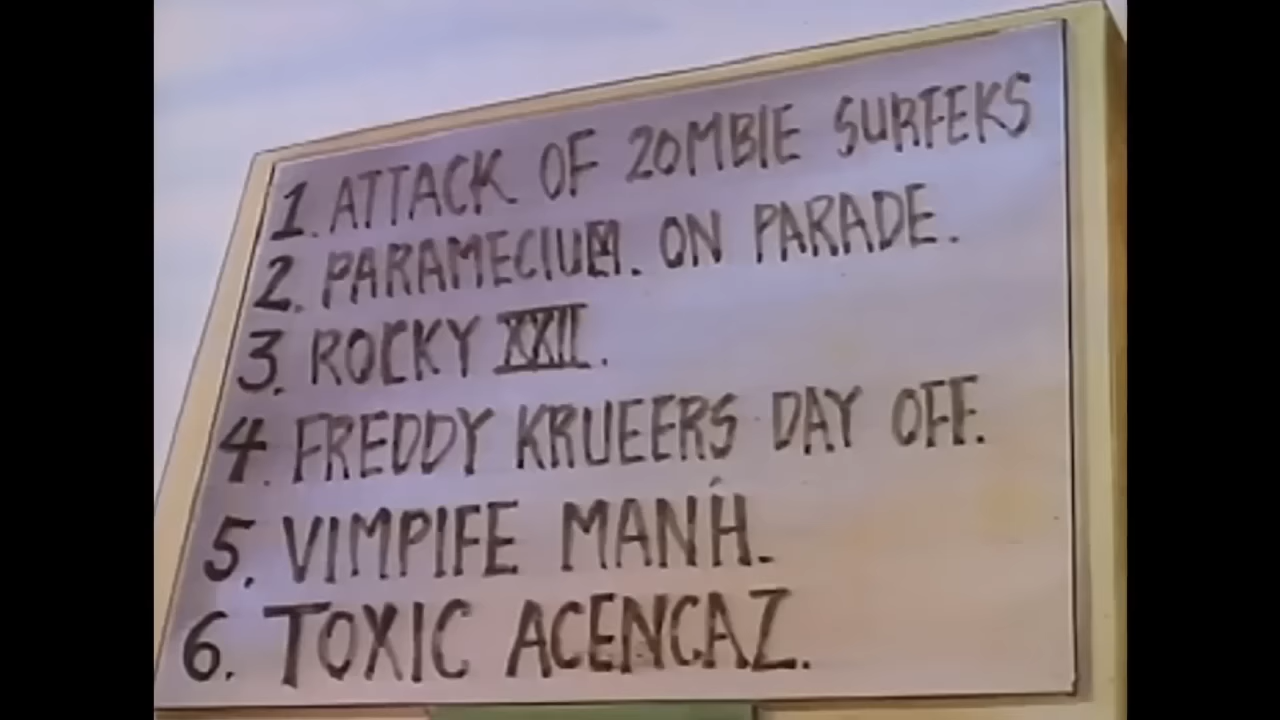 1. ATTACK OF ZOMBIE SURFEKS
2. PARAMECIUM. ON PARADE.
3. ROCKY XXII.
4. FREDDY KRUEERS DAY OFF.
5. VIMPIFE MANH.
6. TOXIC ACENCAZ.